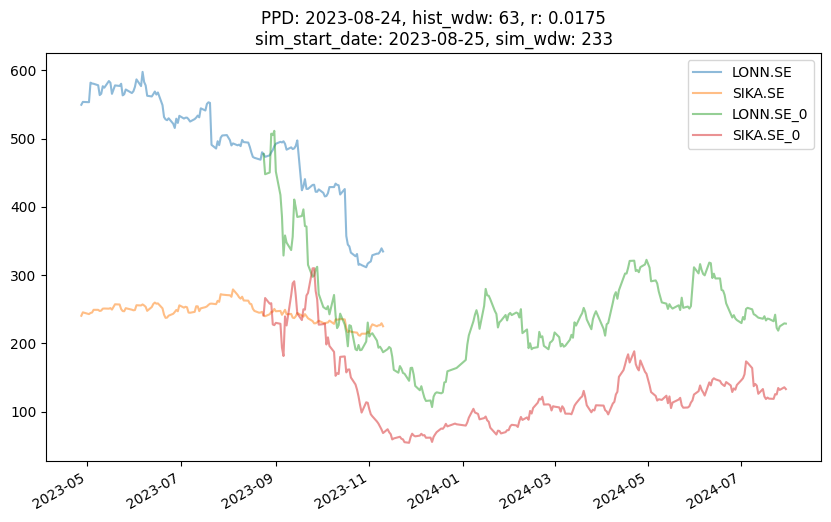 PPD: 2023-08-24, hist_wdw: 63, r: 0.0175
sim_start_date: 2023-08-25, sim_wdw: 233
LONN.SE
SIKA.SE
LONN.SE_0
SIKA.SE_0
600
500
400
300
200
100
2023-05
2023-07
2023-09
2023-11
2024-01
2024-03
2024-05
2024-07